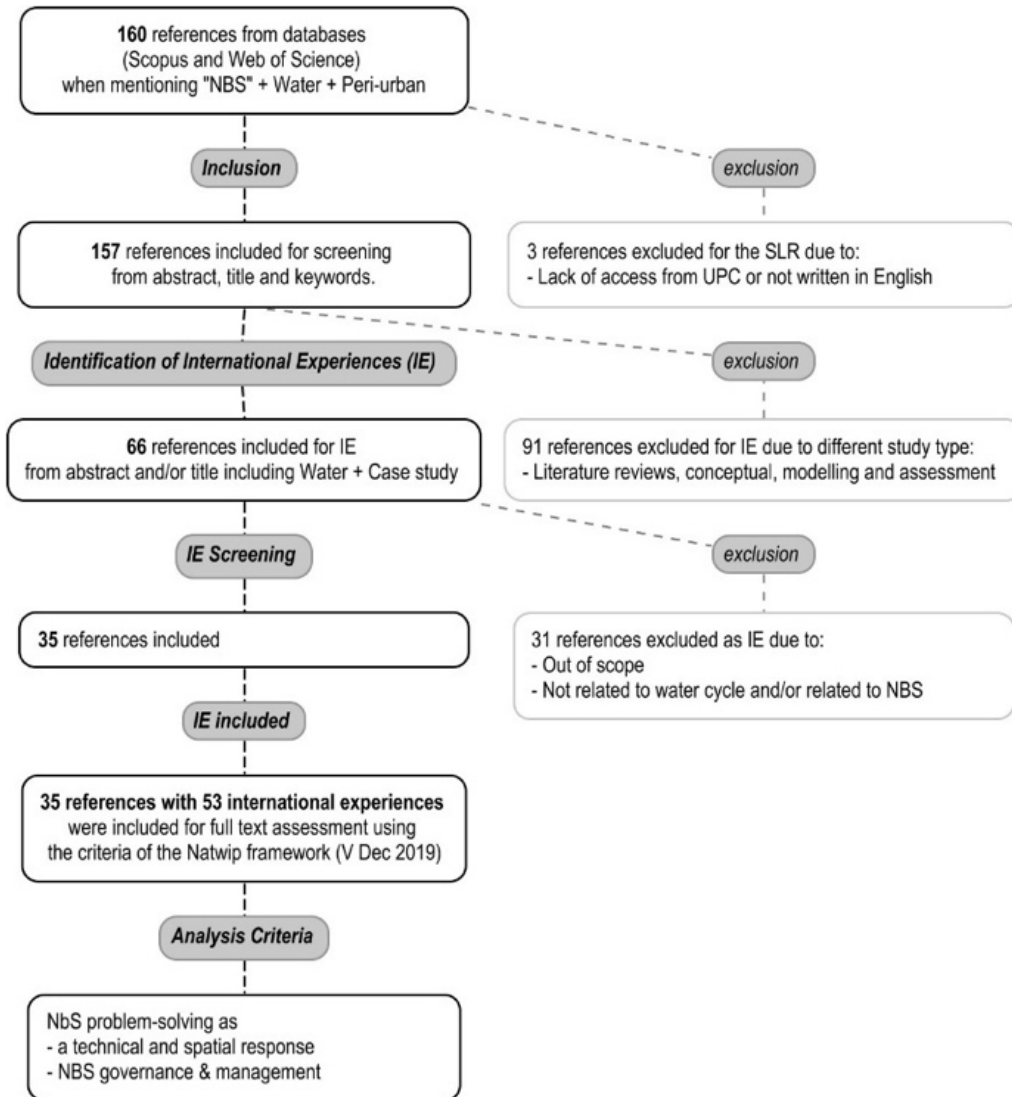 160 references from databases
(Scopus and Web of Science)
when mentioning "NBS" + Water + Peri-urban
Inclusion
exclusion
157 references included for screening
from abstract, title and keywords.
3 references excluded for the SLR due to:
- Lack of access from UPC or not written in English
Identification of International Experiences (IE)
exclusion
66 references included for IE
from abstract and/or title including Water + Case study
91 references excluded for IE due to different study type:
- Literature reviews, conceptual, modelling and assessment
IE Screening
exclusion
35 references included
31 references excluded as IE due to:
- Out of scope
- Not related to water cycle and/or related to NBS
IE included
35 references with 53 international experiences
were included for full text assessment using
the criteria of the Natwip framework (V Dec 2019)
Analysis Criteria
NbS problem-solving as
- a technical and spatial response
- NBS governance & management